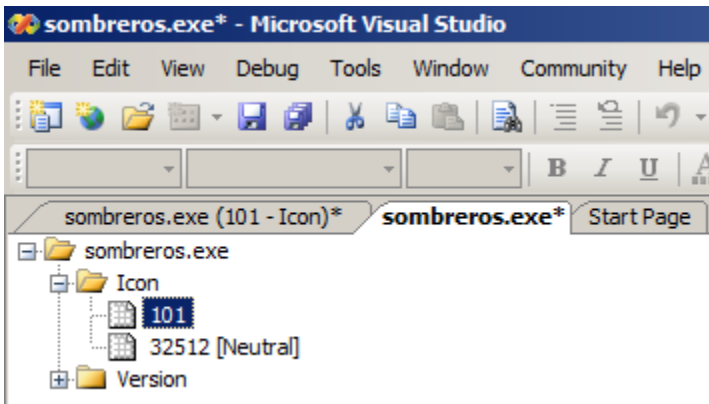 sombreros.exe* - Microsoft Visual Studio
File Edit View Debug Tools Window Community Help
B I U A
sombreros.exe (101 - Icon)* sombreros.exe* Start Page
sombreros.exe
Icon
101
32512 [Neutral]
Version